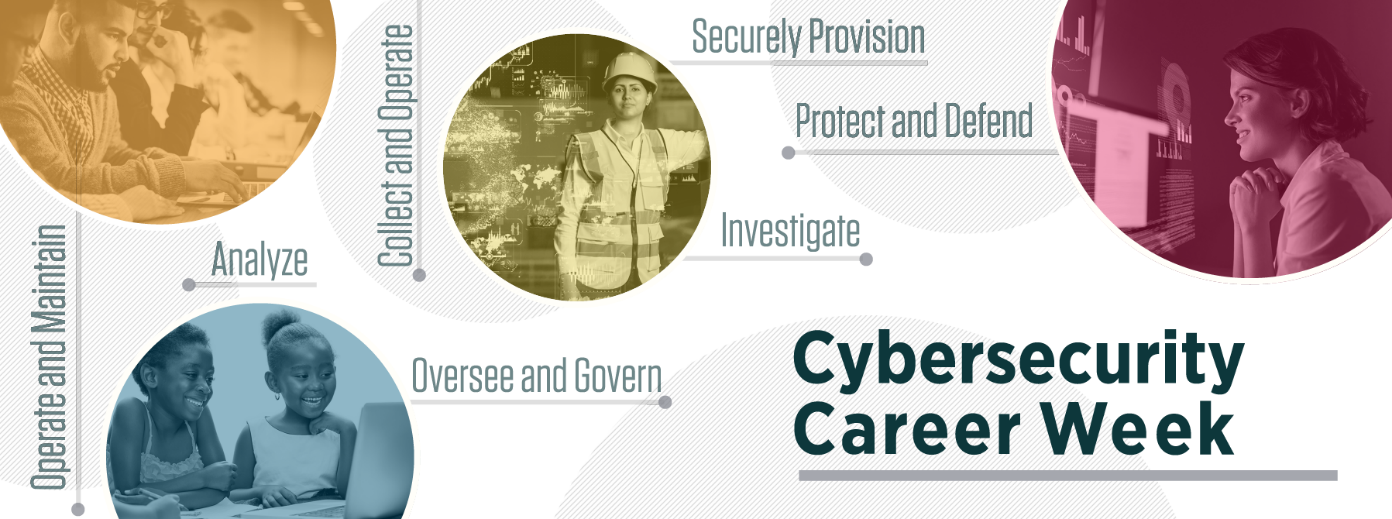 Securely Provision
Collect and Operate
Protect and Defend
Investigate
Analyze
Operate and Maintain
Oversee and Govern
Cybersecurity
Career Week